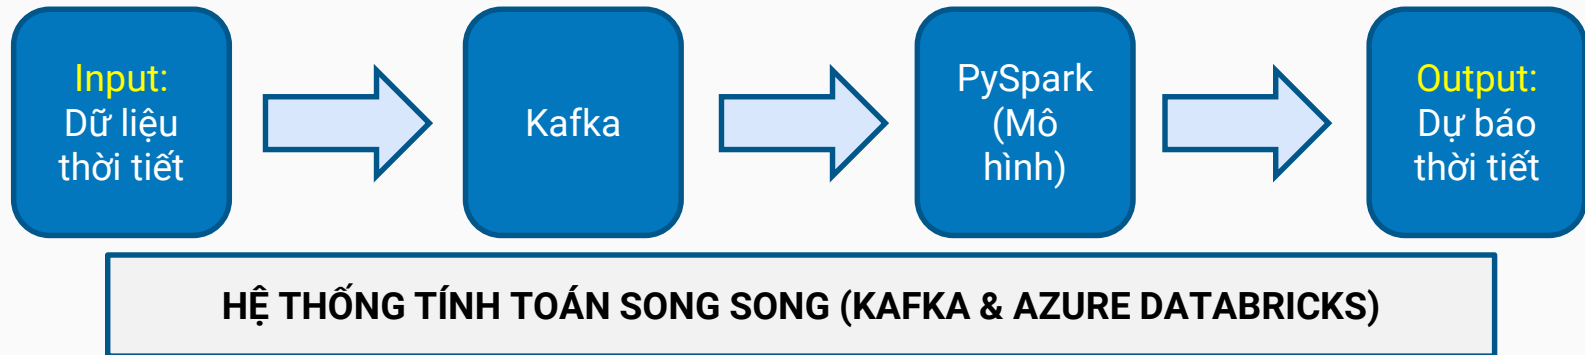 Input:
Dữ liệu
thời tiết
Kafka
PySpark
(Mô
hình)
Output:
Dự báo
thời tiết
HỆ THỐNG TÍNH TOÁN SONG SONG (KAFKA & AZURE DATABRICKS)